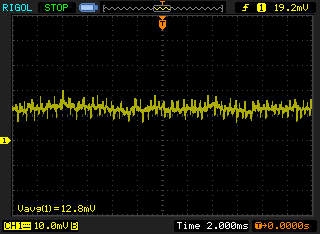 RIGOL STOP T 1 19.2mV
T
1
Vavg(1)=12.8mV
CH1 10.0mV B Time 2.000ms T→0.0000s